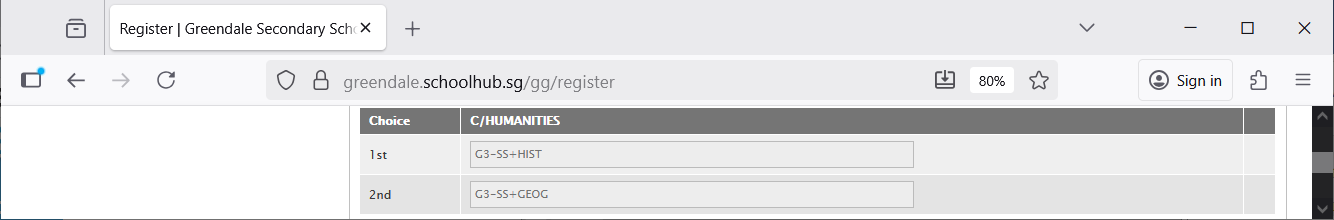 Register | Greendale Secondary Scho
greendale.schoolhub.sg/gg/register
80%
Sign in
Choice C/HUMANITIES
1st G3-SS+HIST
2nd G3-SS+GEOG